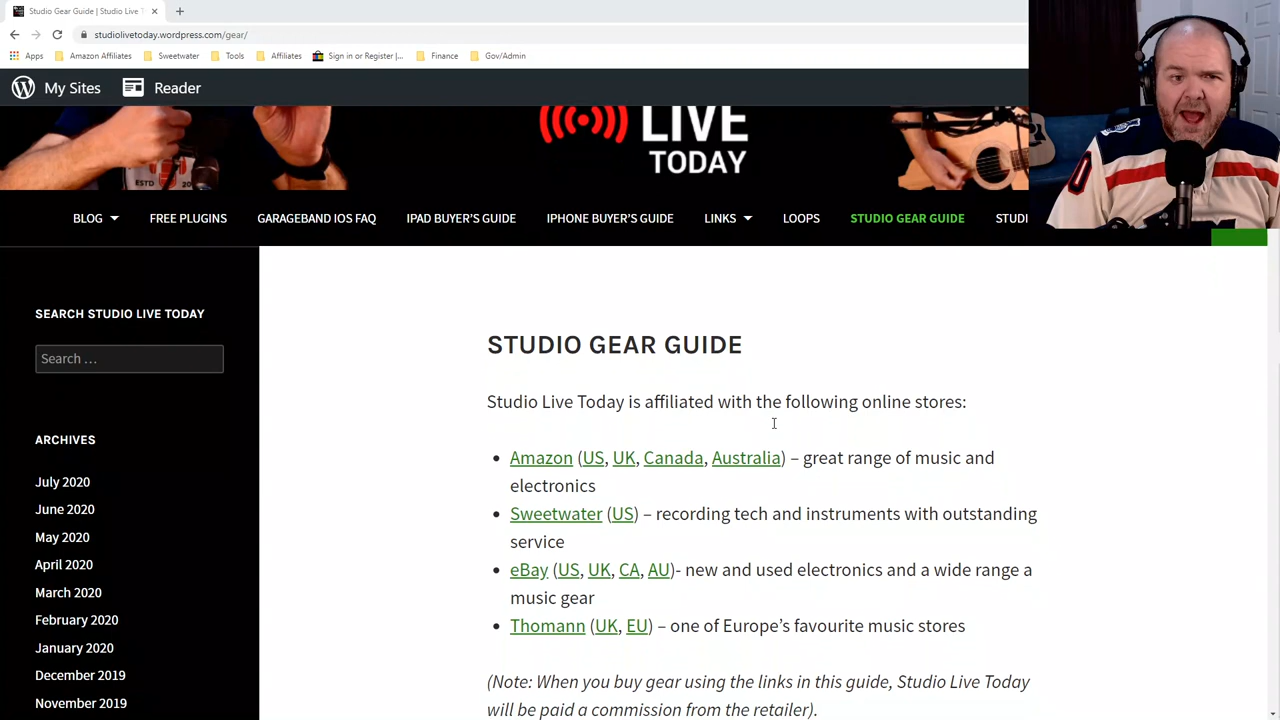 Studio Gear Guide | Studio Live T
studiolivetoday.wordpress.com/gear/
Apps Amazon Affiliates Sweetwater Tools Affiliates Sign in or Register |... Finance Gov/Admin
My Sites Reader
ESTD 20
LIVE
TODAY
BLOG FREE PLUGINS GARAGEBAND IOS FAQ IPAD BUYER'S GUIDE IPHONE BUYER'S GUIDE LINKS LOOPS STUDIO GEAR GUIDE STUDI
SEARCH STUDIO LIVE TODAY
Search …
ARCHIVES
July 2020
June 2020
May 2020
April 2020
March 2020
February 2020
January 2020
December 2019
November 2019
STUDIO GEAR GUIDE
Studio Live Today is affiliated with the following online stores:
• Amazon (US, UK, Canada, Australia) – great range of music and
electronics
• Sweetwater (US) – recording tech and instruments with outstanding
service
• eBay (US, UK, CA, AU)- new and used electronics and a wide range a
music gear
• Thomann (UK, EU) – one of Europe's favourite music stores
(Note: When you buy gear using the links in this guide, Studio Live Today
will be paid a commission from the retailer).